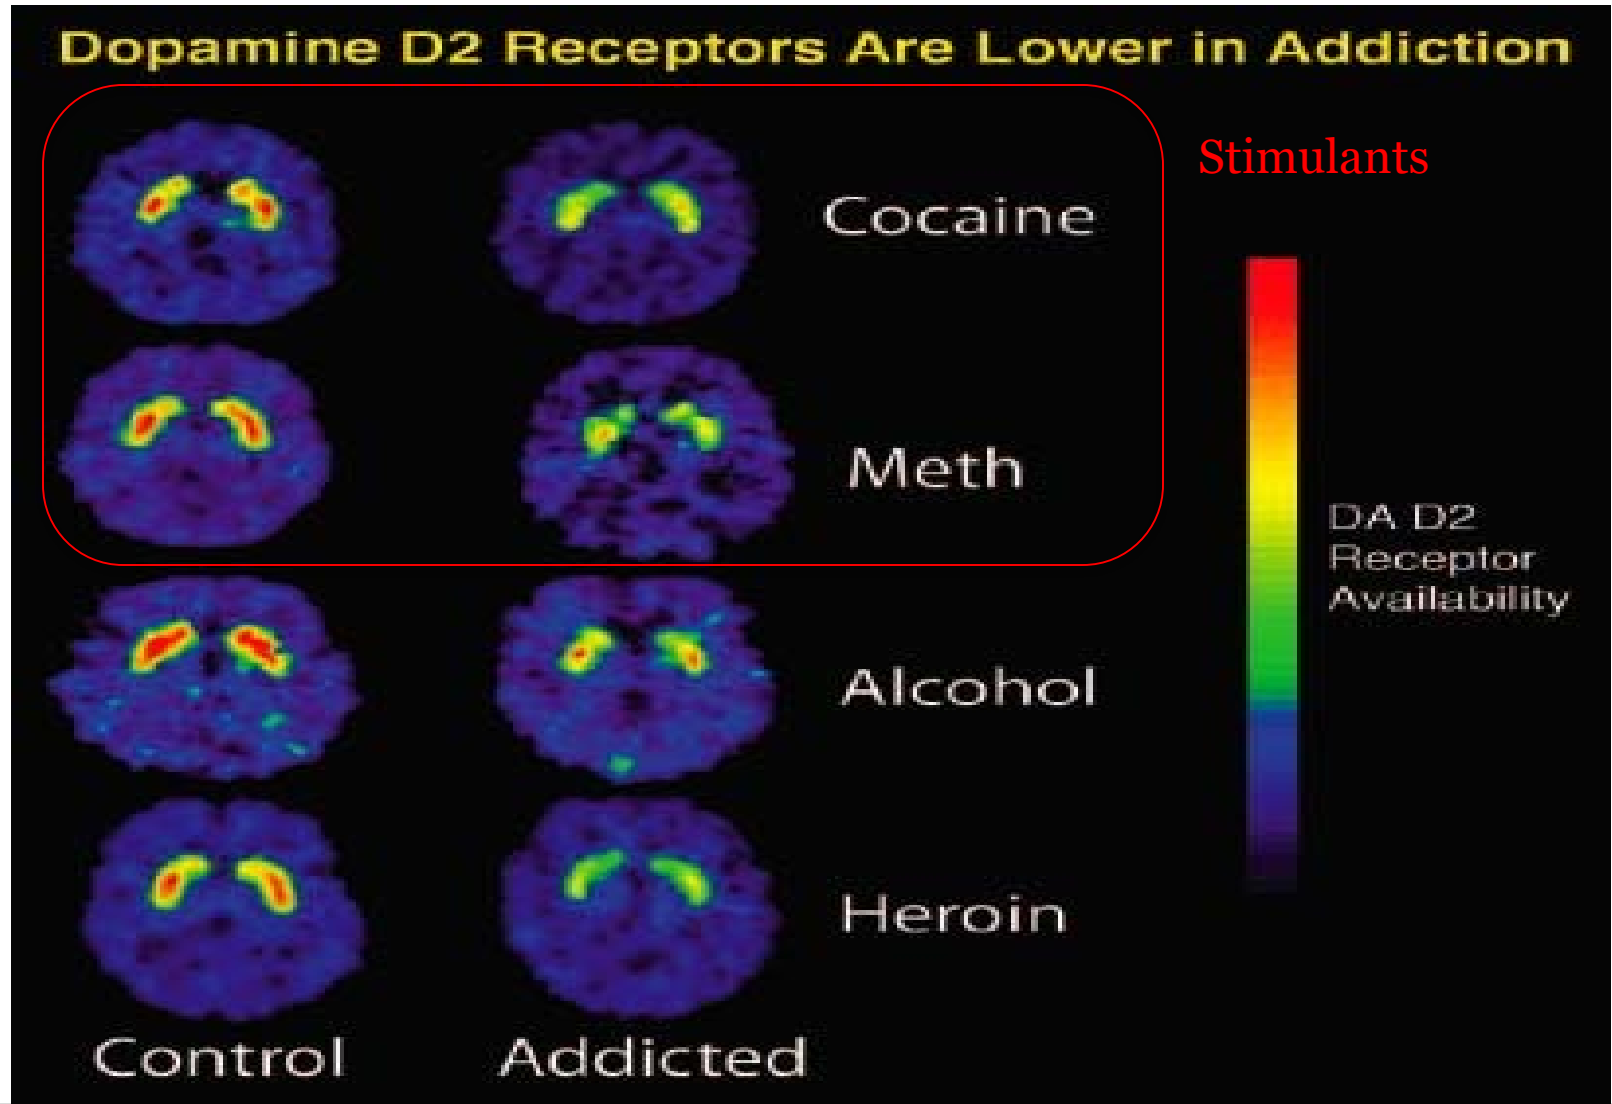 Dopamine D2 Receptors Are Lower in Addiction
Stimulants
Cocaine
Meth
DA D2
Receptor
Availability
Alcohol
Heroin
Control
Addicted